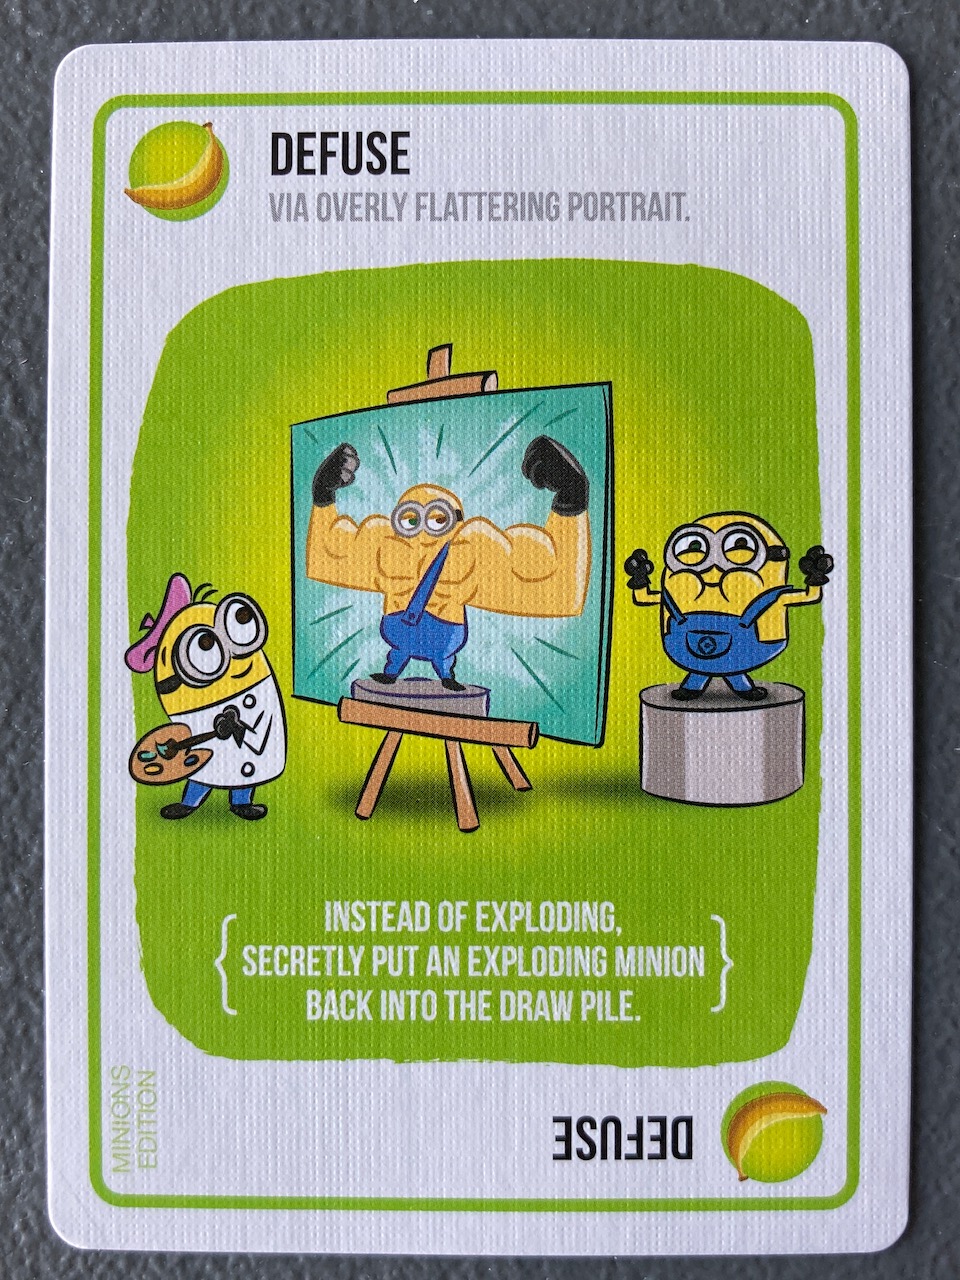 DEFUSE
VIA OVERLY FLATTERING PORTRAIT.
INSTEAD OF EXPLODING,
SECRETLY PUT AN EXPLODING MINION
BACK INTO THE DRAW PILE.
MINIONS
EDITION
DEFUSE